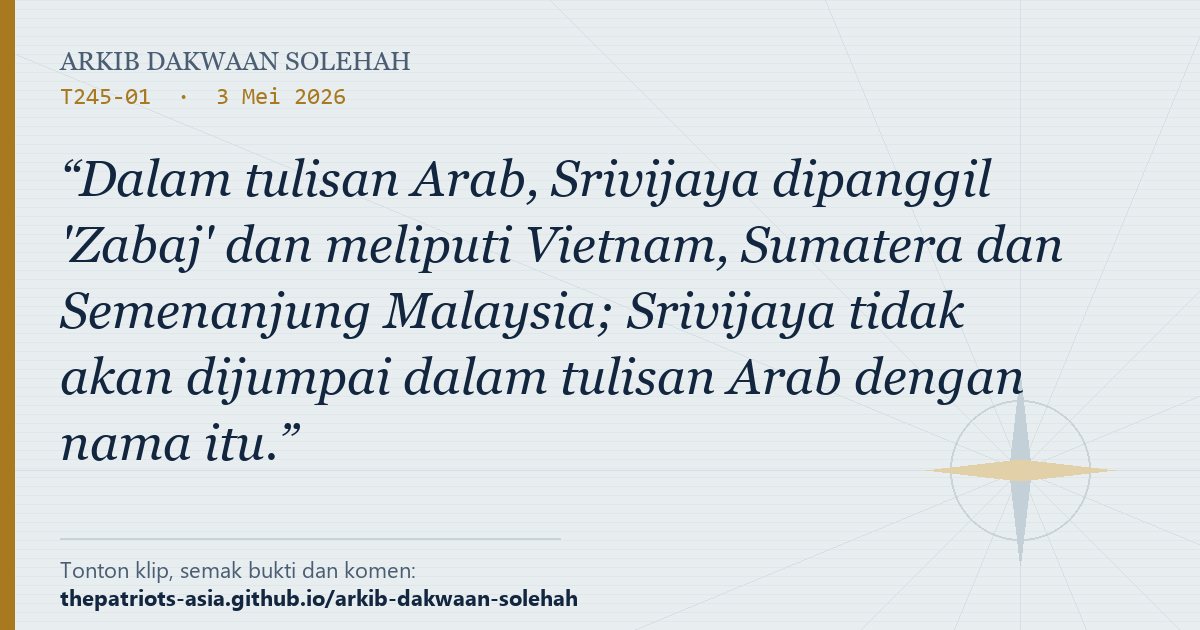 ARKIB DAKWAAN SOLEHAH
T245-01 · 3 Mei 2026
“Dalam tulisan Arab, Srivijaya dipanggil
'Zabaj' dan meliputi Vietnam, Sumatera dan
Semenanjung Malaysia; Srivijaya tidak
akan dijumpai dalam tulisan Arab dengan
nama itu.”
Tonton klip, semak bukti dan komen:
thepatriots-asia.github.io/arkib-dakwaan-solehah